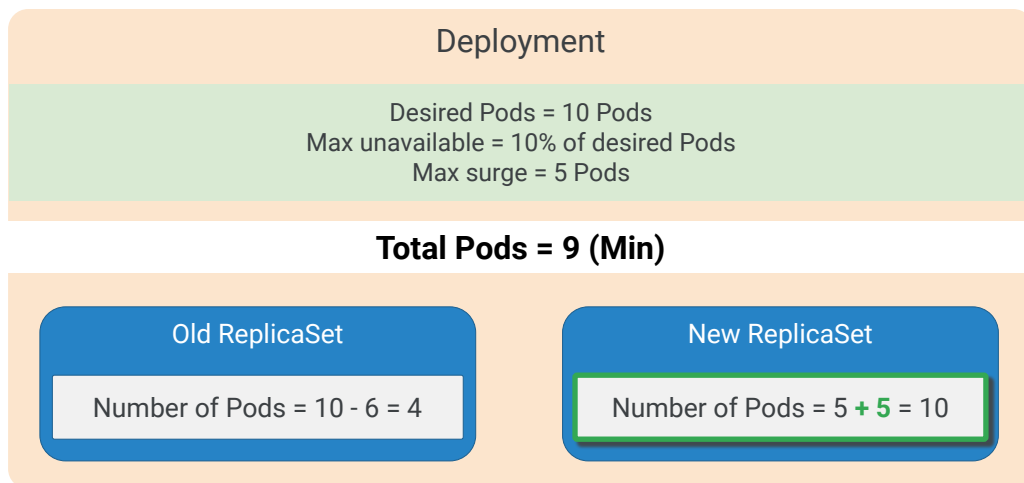 Deployment
Desired Pods = 10 Pods
Max unavailable = 10% of desired Pods
Max surge = 5 Pods
Total Pods = 9 (Min)
Old ReplicaSet
Number of Pods = 10 - 6 = 4
New ReplicaSet
Number of Pods = 5 + 5 = 10